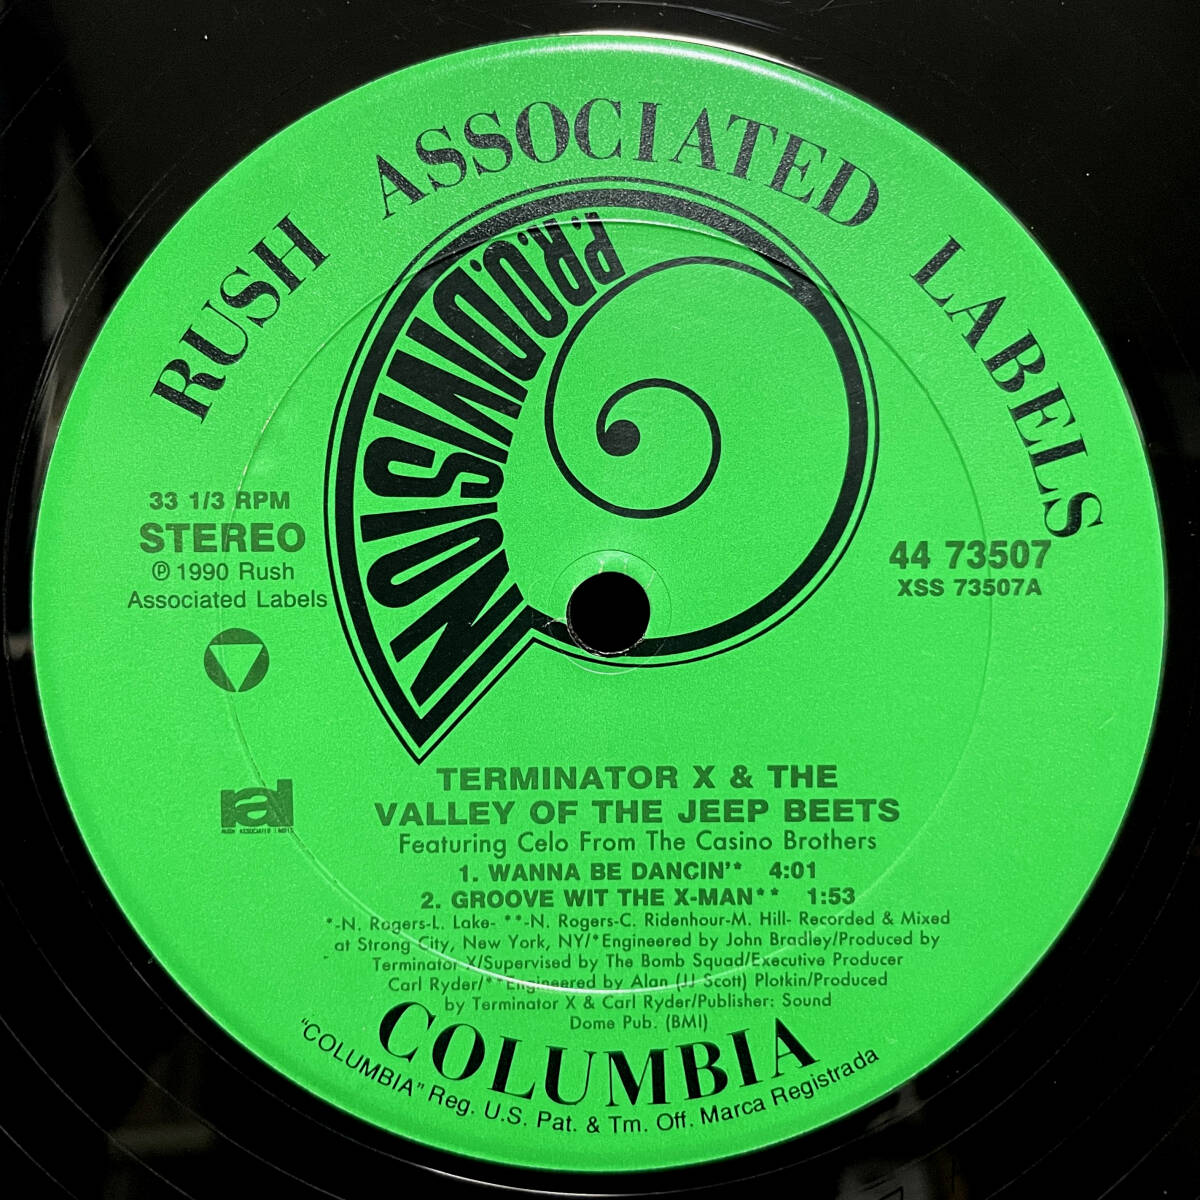 RUSH ASSOCIATED LABELS
P.R.O. DIVISION
33 1/3 RPM
STEREO
℗ 1990 Rush
Associated Labels
44 73507
XSS 73507A
ral
RUSH ASSOCIATED LABELS
TERMINATOR X & THE
VALLEY OF THE JEEP BEETS
Featuring Celo From The Casino Brothers
1. WANNA BE DANCIN'* 4:01
2. GROOVE WIT THE X-MAN** 1:53
*-N. Rogers-L. Lake- **-N. Rogers-C. Ridenhour-M. Hill- Recorded & Mixed
at Strong City, New York, NY/*Engineered by John Bradley/Produced by
Terminator X/Supervised by The Bomb Squad/Executive Producer
Carl Ryder/**Engineered by Alan (JJ Scott) Plotkin/Produced
by Terminator X & Carl Ryder/Publisher: Sound
Dome Pub. (BMI)
COLUMBIA
"COLUMBIA" Reg. U.S. Pat. & Tm. Off. Marca Registrada